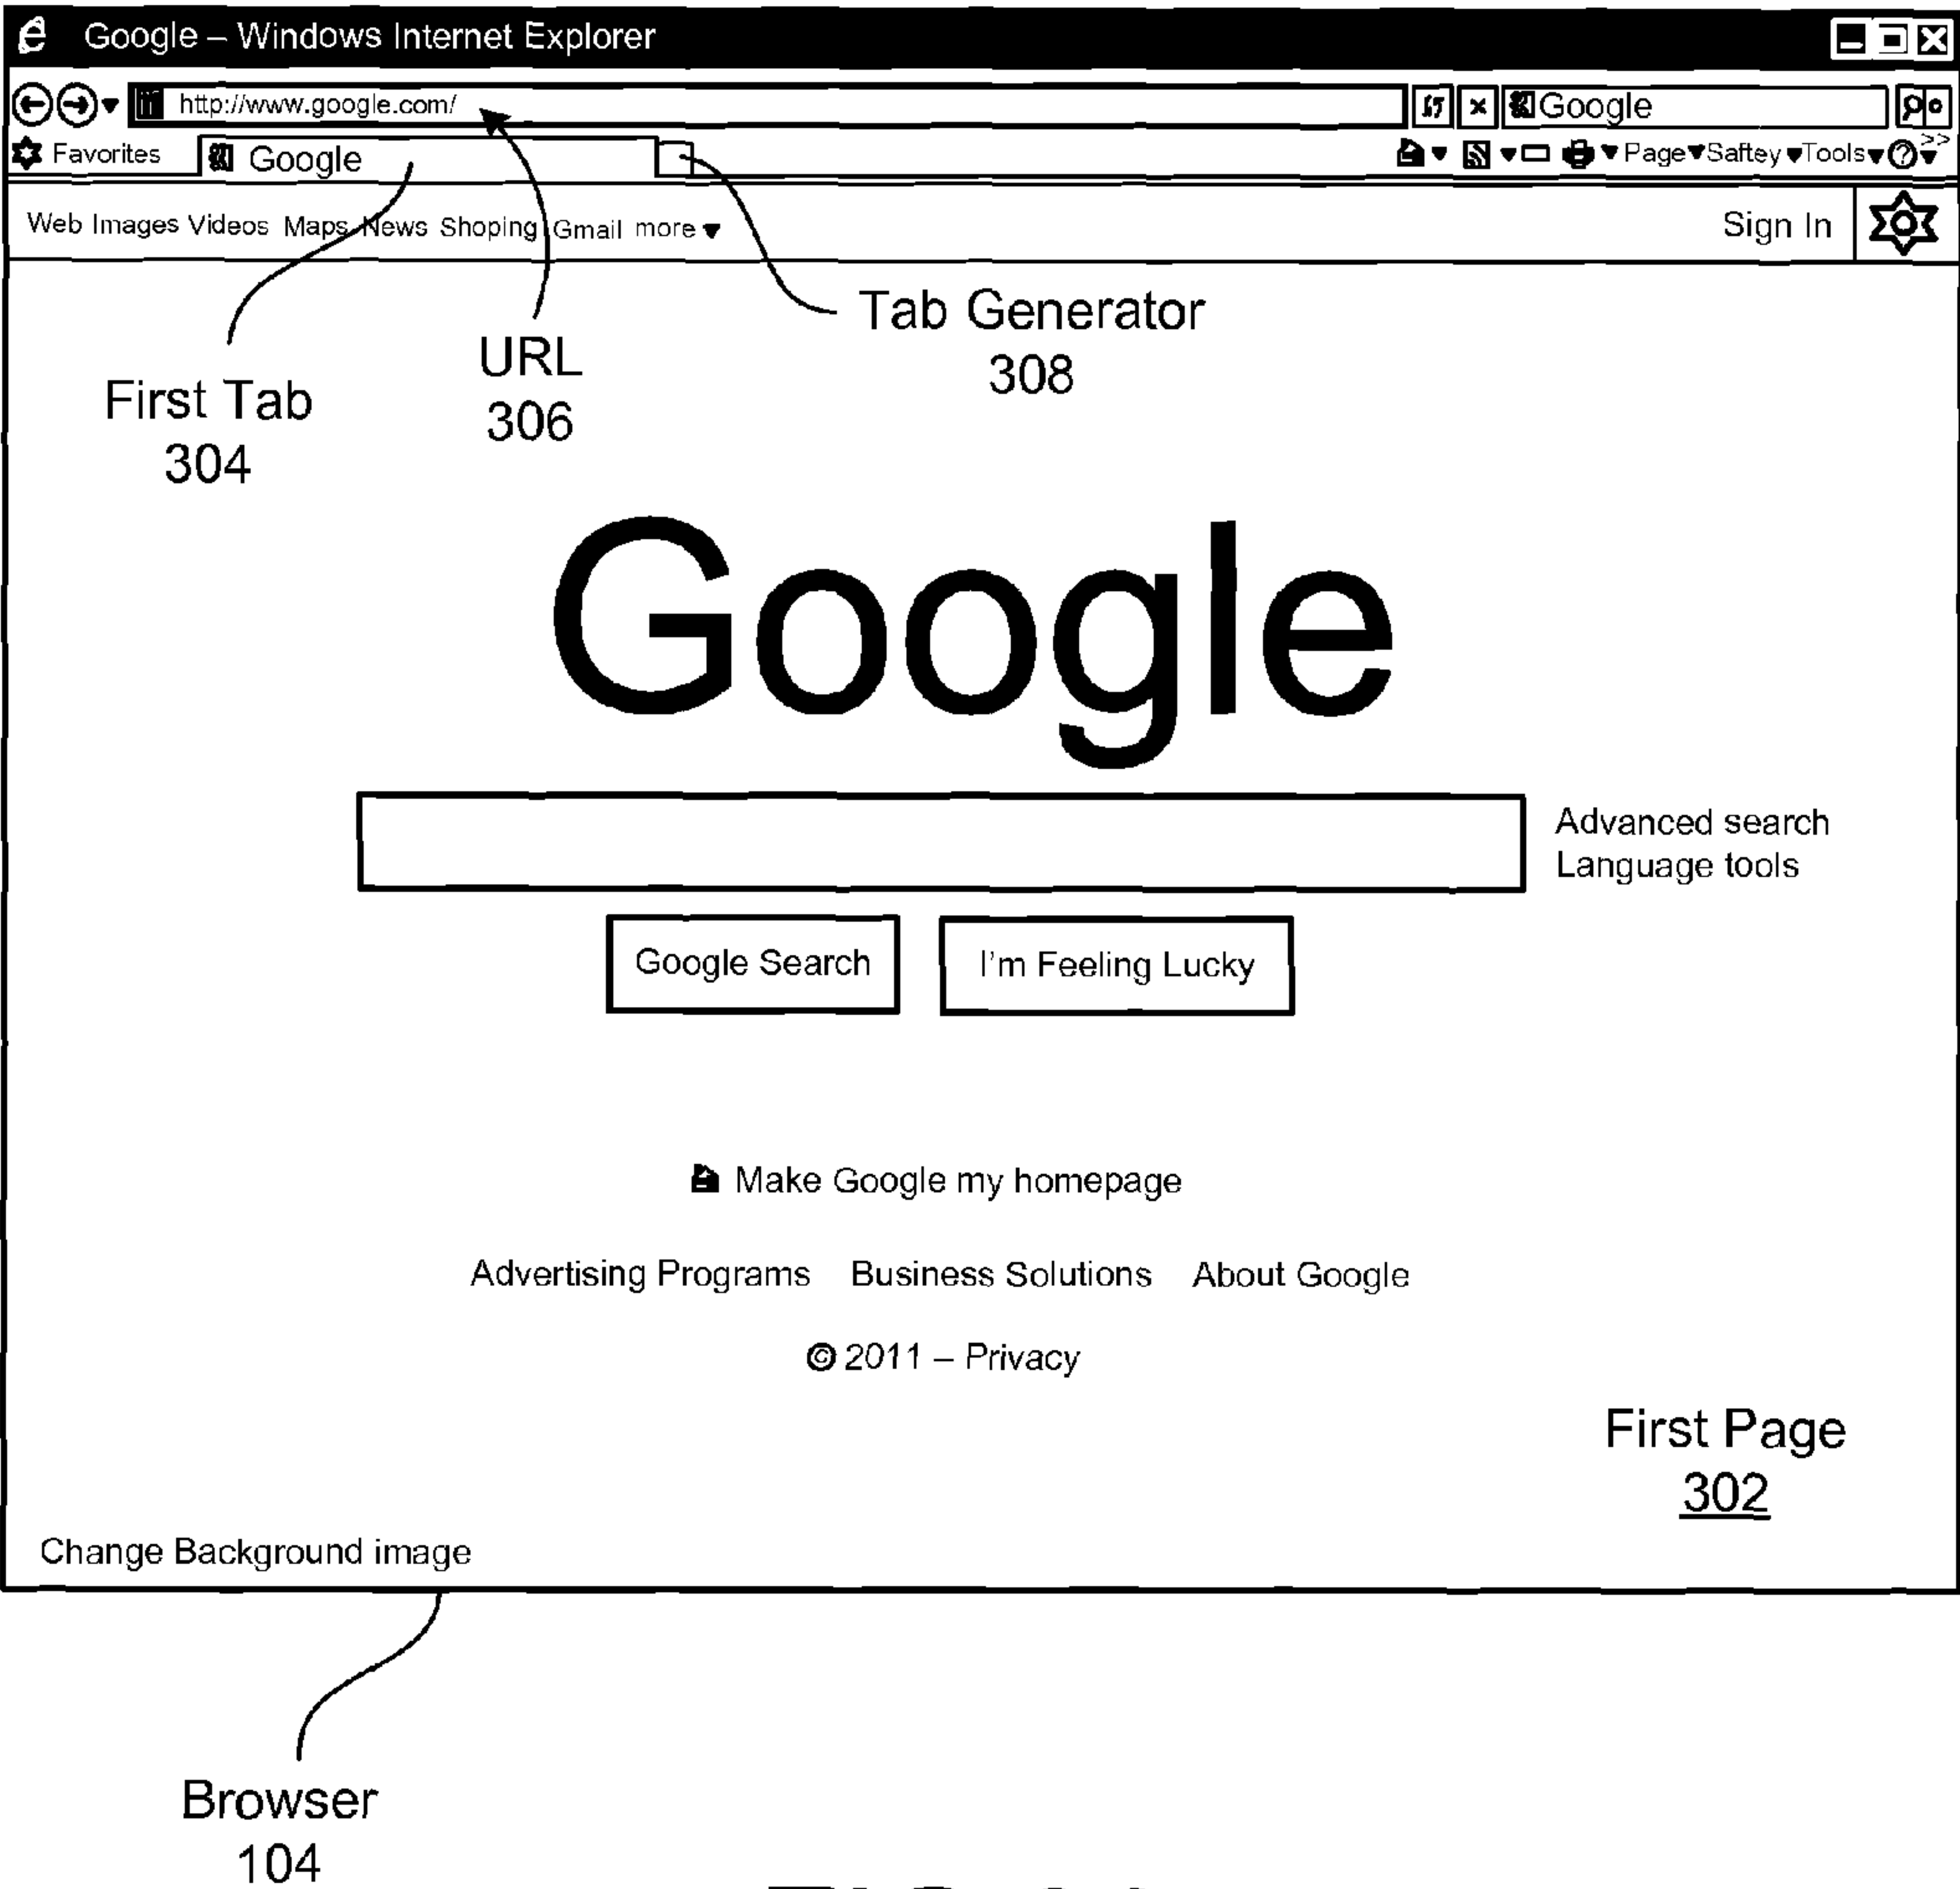 Google – Windows Internet Explorer
http://www.google.com/
Google
Favorites
Google
Page Saftey Tools >>
Web Images Videos Maps News Shoping Gmail more
Sign In
First Tab
304
URL
306
Tab Generator
308
Google
Advanced search
Language tools
Google Search
I'm Feeling Lucky
Make Google my homepage
Advertising Programs Business Solutions About Google
© 2011 – Privacy
First Page
302
Change Background image
Browser
104